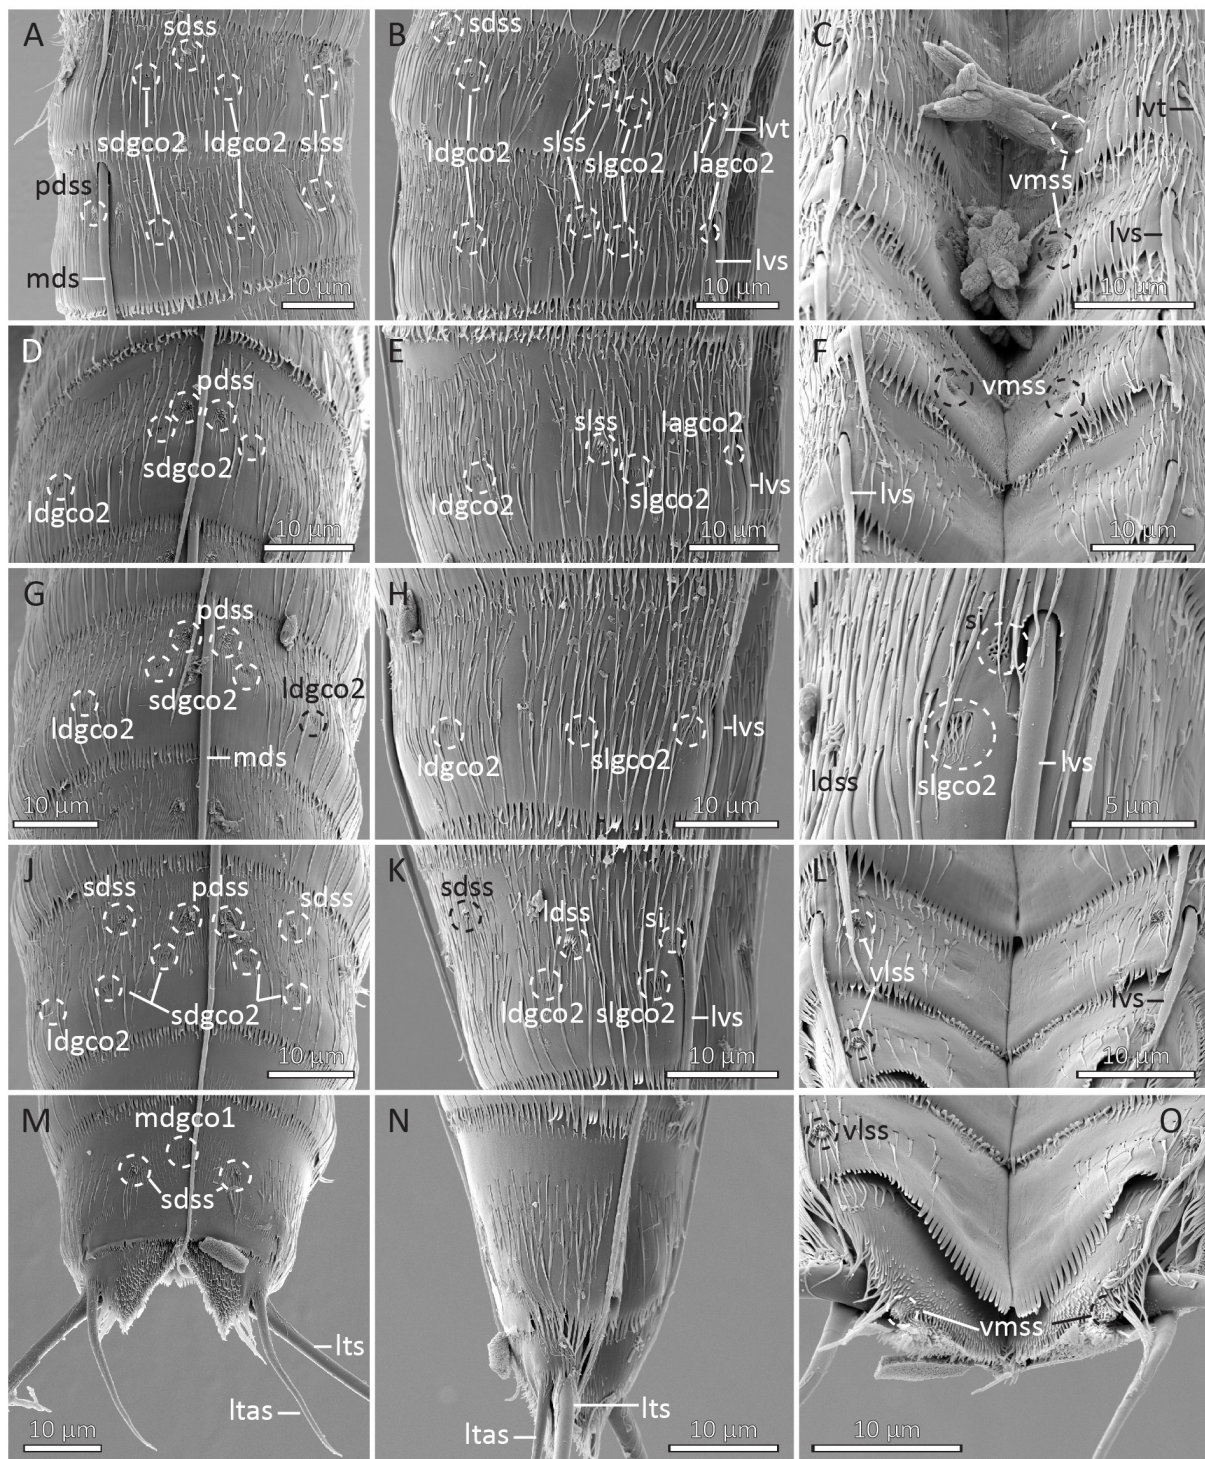 A
sdss
sdgco2
ldgco2
slss
pdss
mds
10 µm
B
sdss
ldgco2
slss
slgco2
lagco2
lvt
lvs
10 µm
C
lvt
vmss
lvs
10 µm
D
pdss
sdgco2
ldgco2
10 µm
E
slss
lagco2
ldgco2
slgco2
lvs
10 µm
F
vmss
lvs
10 µm
G
pdss
sdgco2
ldgco2
ldgco2
mds
10 µm
H
ldgco2
slgco2
lvs
10 µm
I
si
ldss
slgco2
lvs
5 µm
J
sdss
pdss
sdss
sdgco2
ldgco2
10 µm
K
sdss
ldss
si
ldgco2
slgco2
lvs
10 µm
L
vlss
lvs
10 µm
M
mdgco1
sdss
lts
ltas
10 µm
N
ltas
lts
10 µm
O
vlss
vmss
10 µm